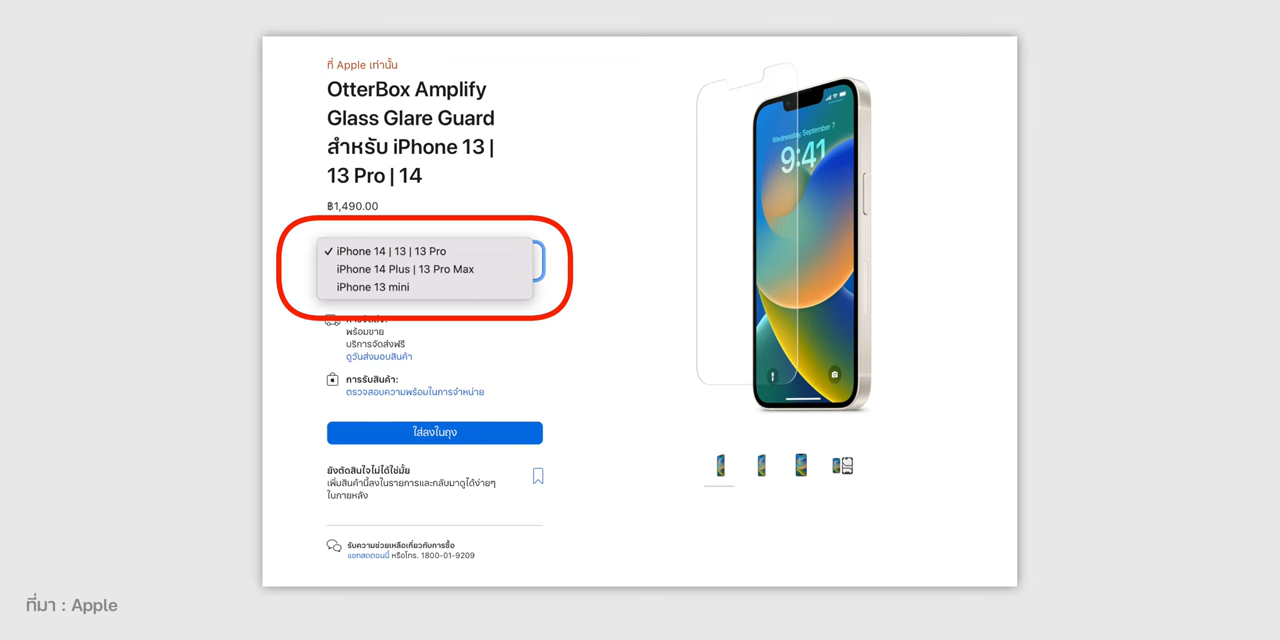 ที่ Apple เท่านั้น
OtterBox Amplify
Glass Glare Guard
สำหรับ iPhone 13 |
13 Pro | 14
฿1,490.00
✓ iPhone 14 | 13 | 13 Pro
iPhone 14 Plus | 13 Pro Max
iPhone 13 mini
พร้อมขาย
บริการจัดส่งฟรี
ดูวันส่งมอบสินค้า
การรับสินค้า:
ตรวจสอบความพร้อมในการจำหน่าย
ใส่ลงในถุง
ยังตัดสินใจไม่ได้ใช่มั้ย
เพิ่มสินค้านี้ลงในรายการและกลับมาดูได้ง่ายๆ
ในภายหลัง
รับความช่วยเหลือเกี่ยวกับการซื้อ
แชทสดตอนนี้ หรือโทร. 1800-01-9209
Wednesday, September 7
9:41
ที่มา : Apple